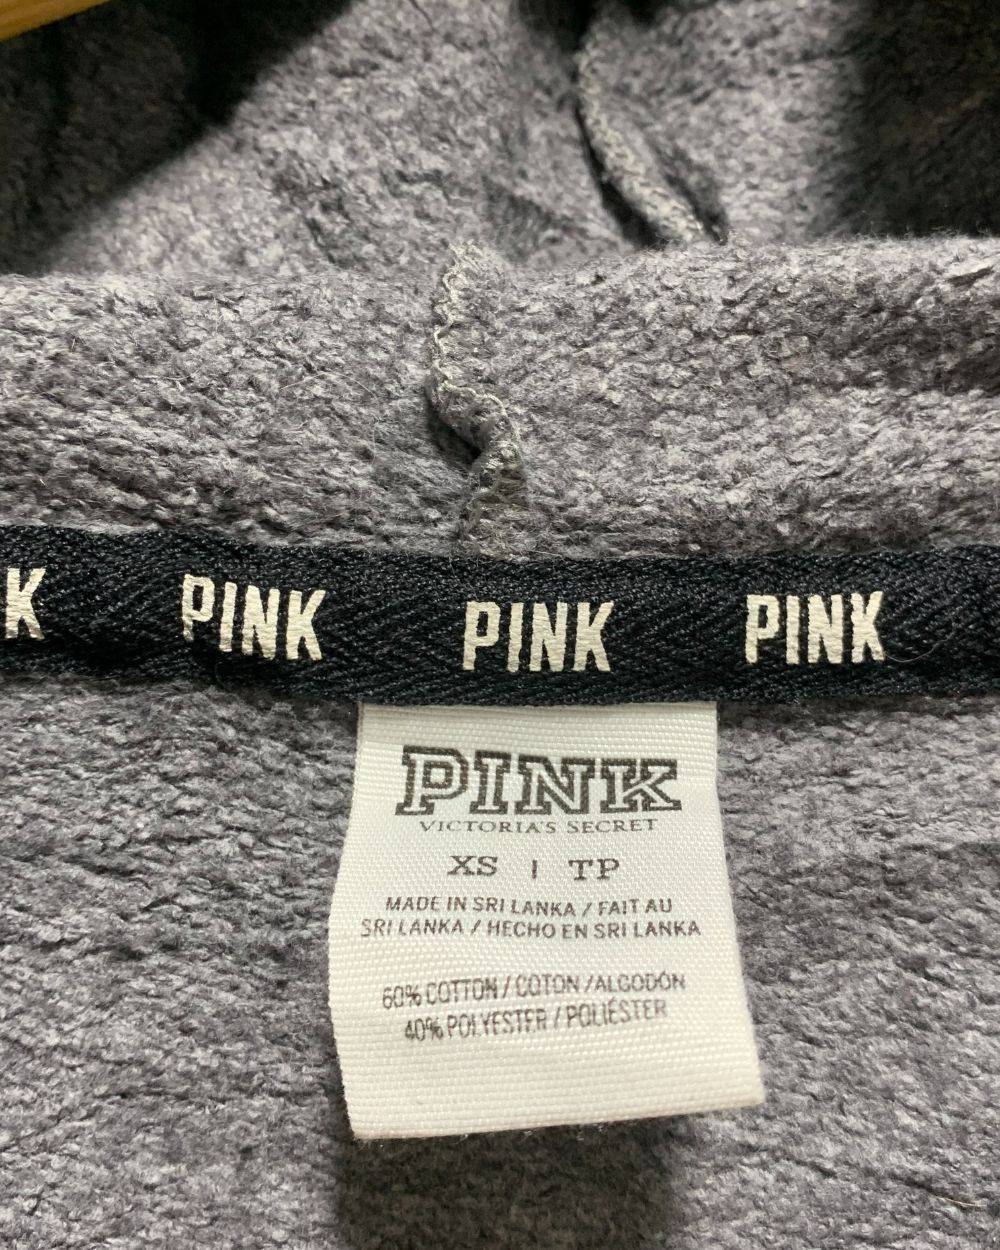 K PINK PINK PINK
PINK
VICTORIA'S SECRET
XS | TP
MADE IN SRI LANKA / FAIT AU
SRI LANKA / HECHO EN SRI LANKA
60% COTTON / COTON /ALGODÓN
40% POLYESTER / POLIÉSTER